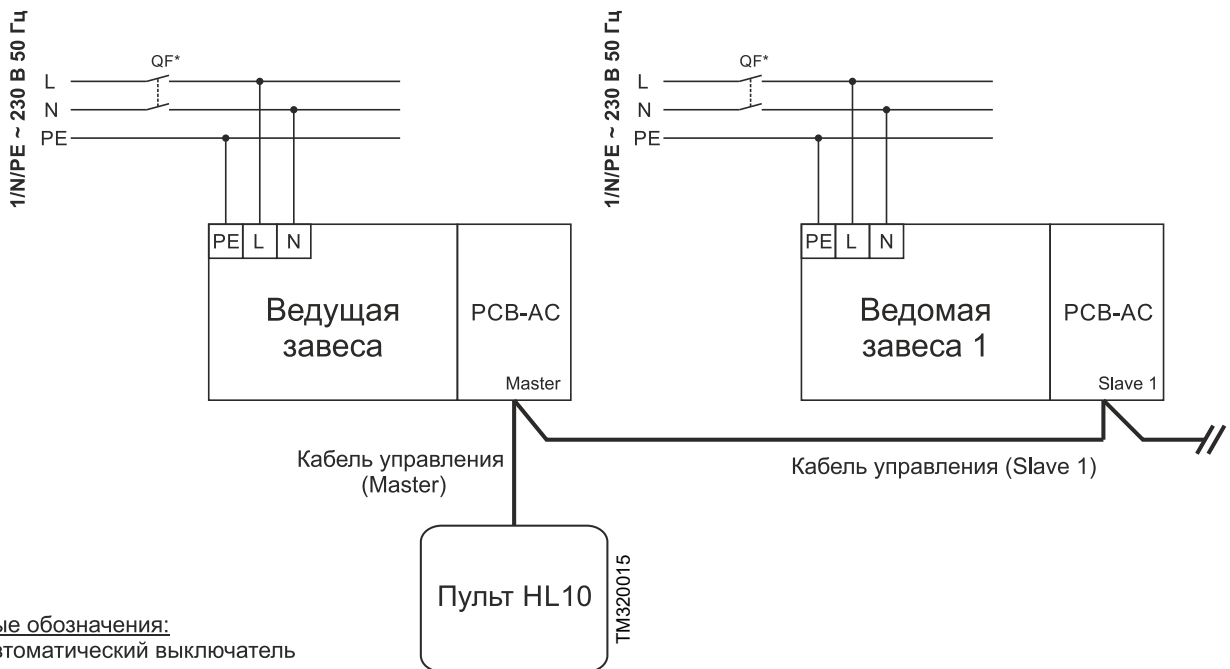 1/N/PE ~ 230 В 50 Гц
QF*
L
N
PE
PE L N
Ведущая
завеса
PCB-AC
Master
1/N/PE ~ 230 В 50 Гц
QF*
L
N
PE
PE L N
Ведомая
завеса 1
PCB-AC
Slave 1
Кабель управления
(Master)
Кабель управления (Slave 1)
Пульт HL10
TM320015
ые обозначения:
втоматический выключатель